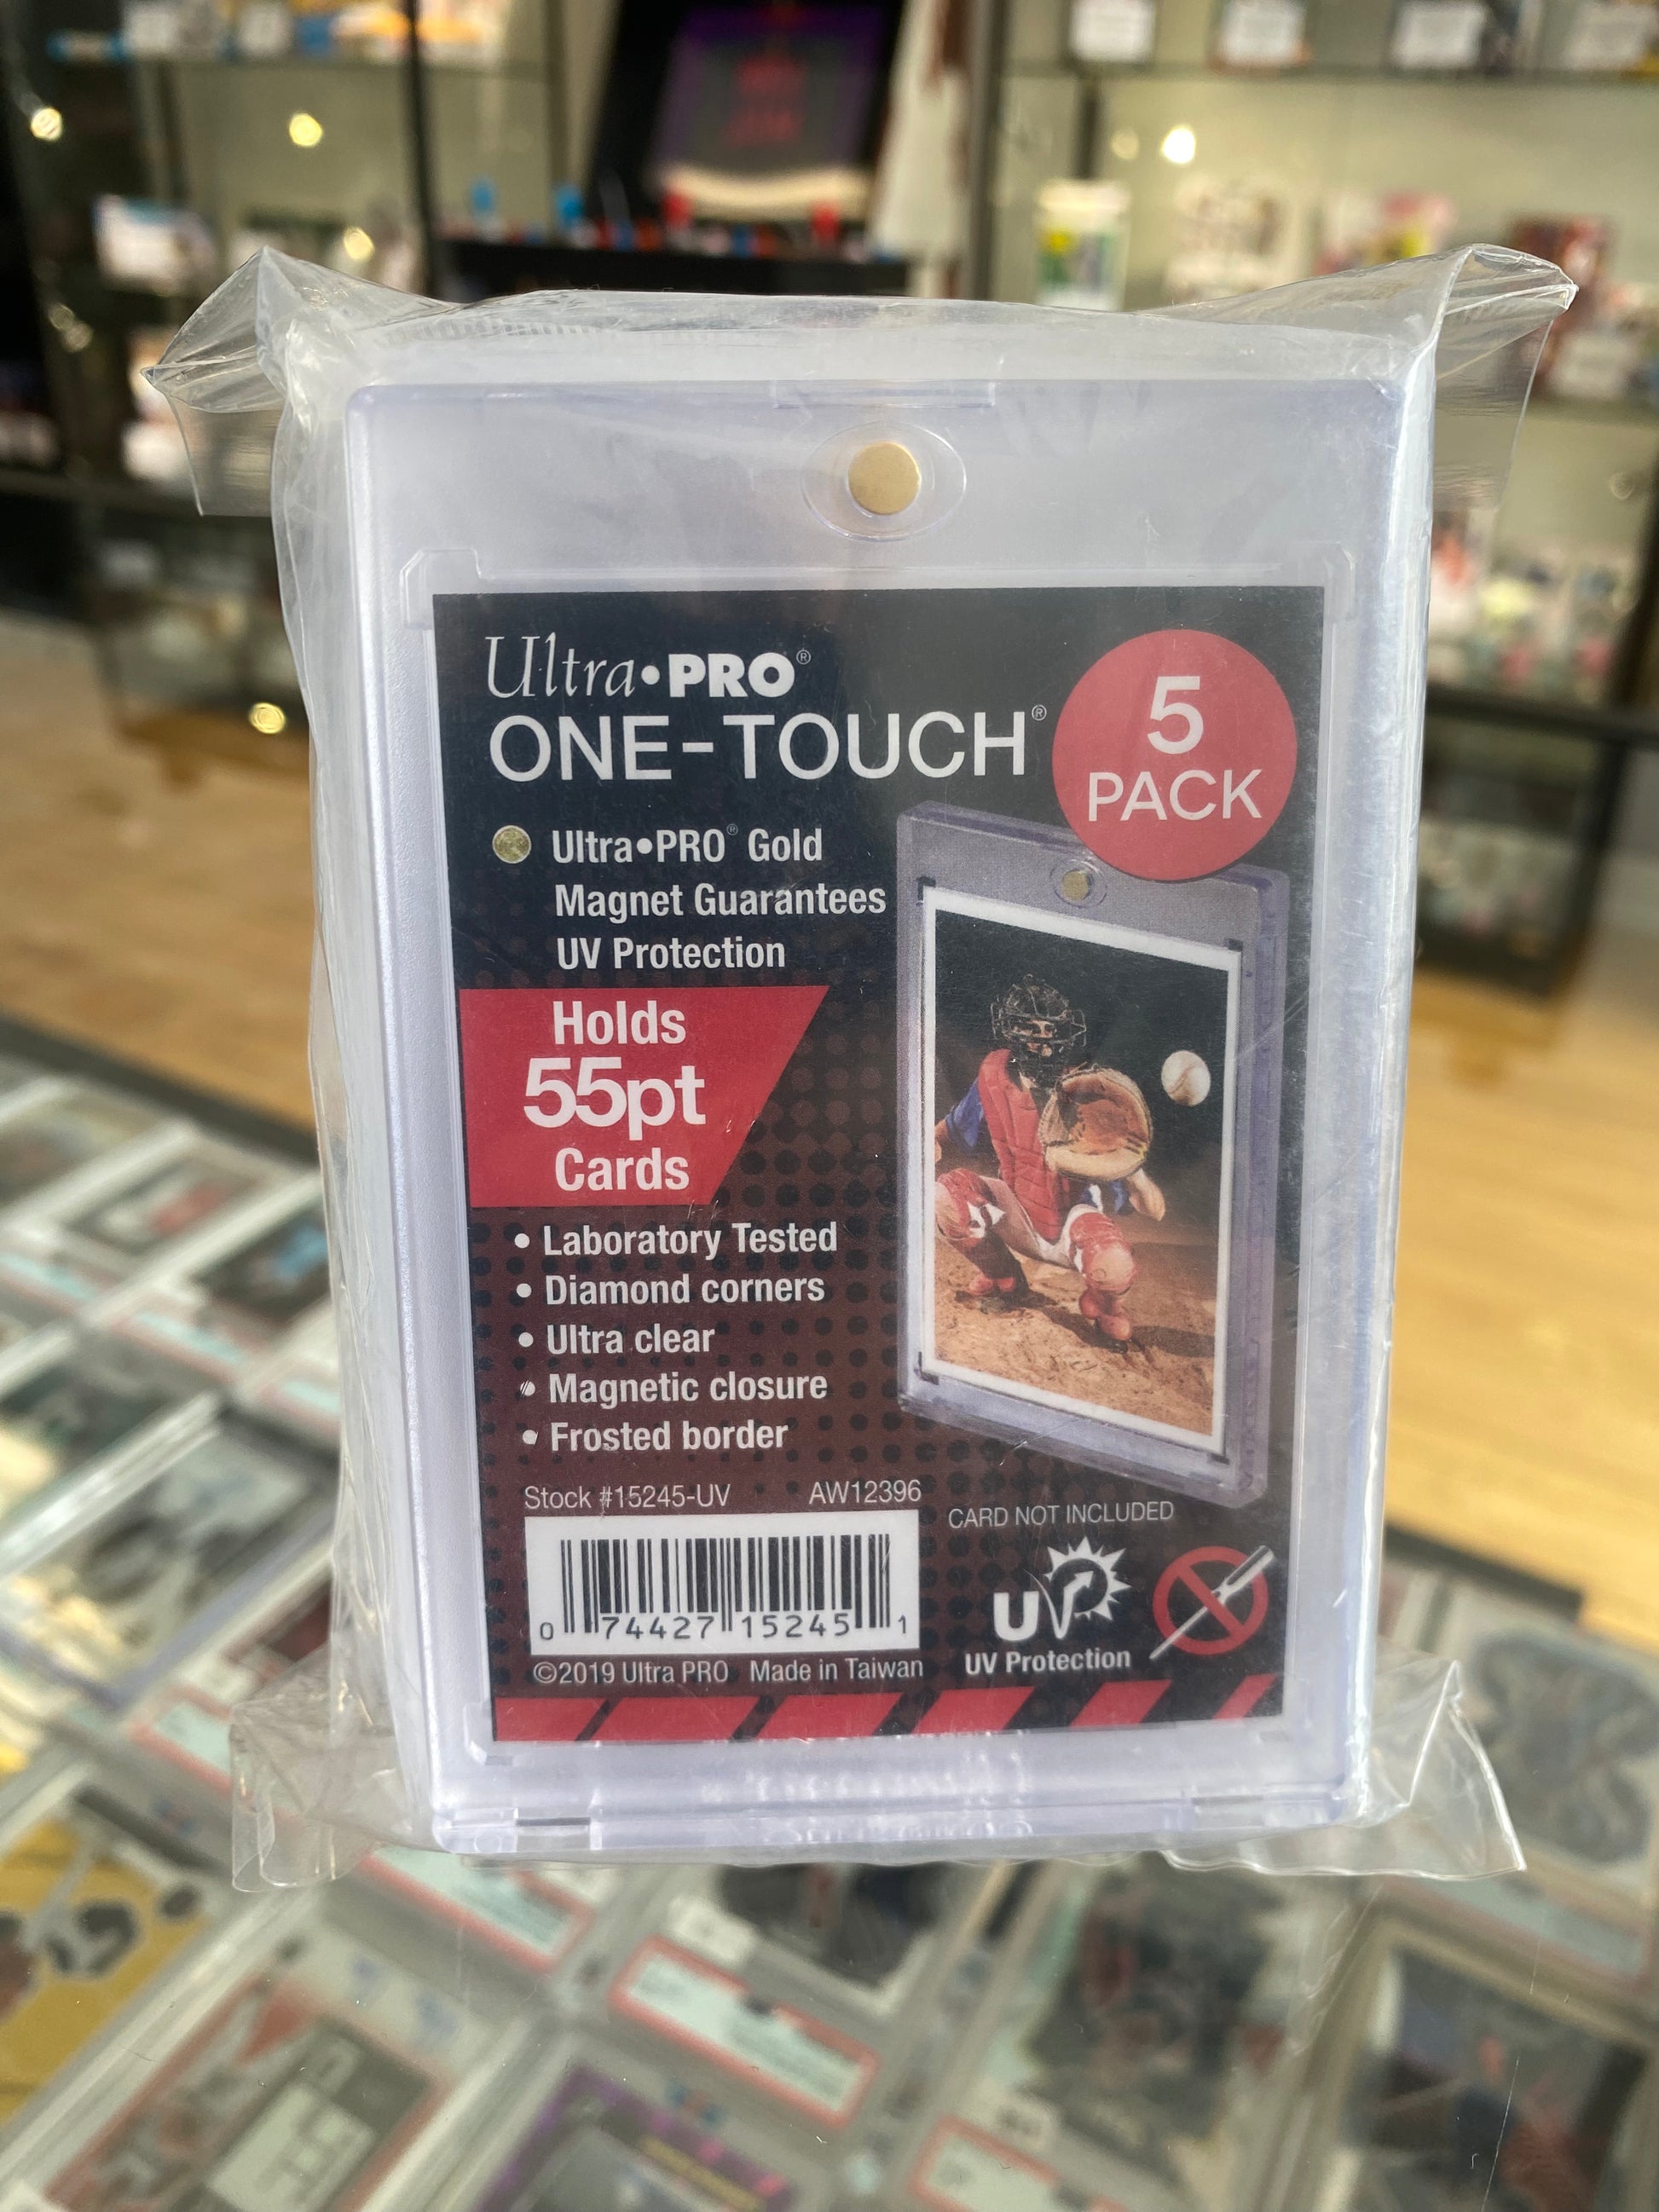 Ultra•PRO®
ONE-TOUCH®
5
PACK
Ultra•PRO® Gold
Magnet Guarantees
UV Protection
Holds
55pt
Cards
• Laboratory Tested
• Diamond corners
• Ultra clear
• Magnetic closure
• Frosted border
Stock #15245-UV AW12396
CARD NOT INCLUDED
0 74427 15245 1
©2019 Ultra PRO Made in Taiwan
UV
UV Protection